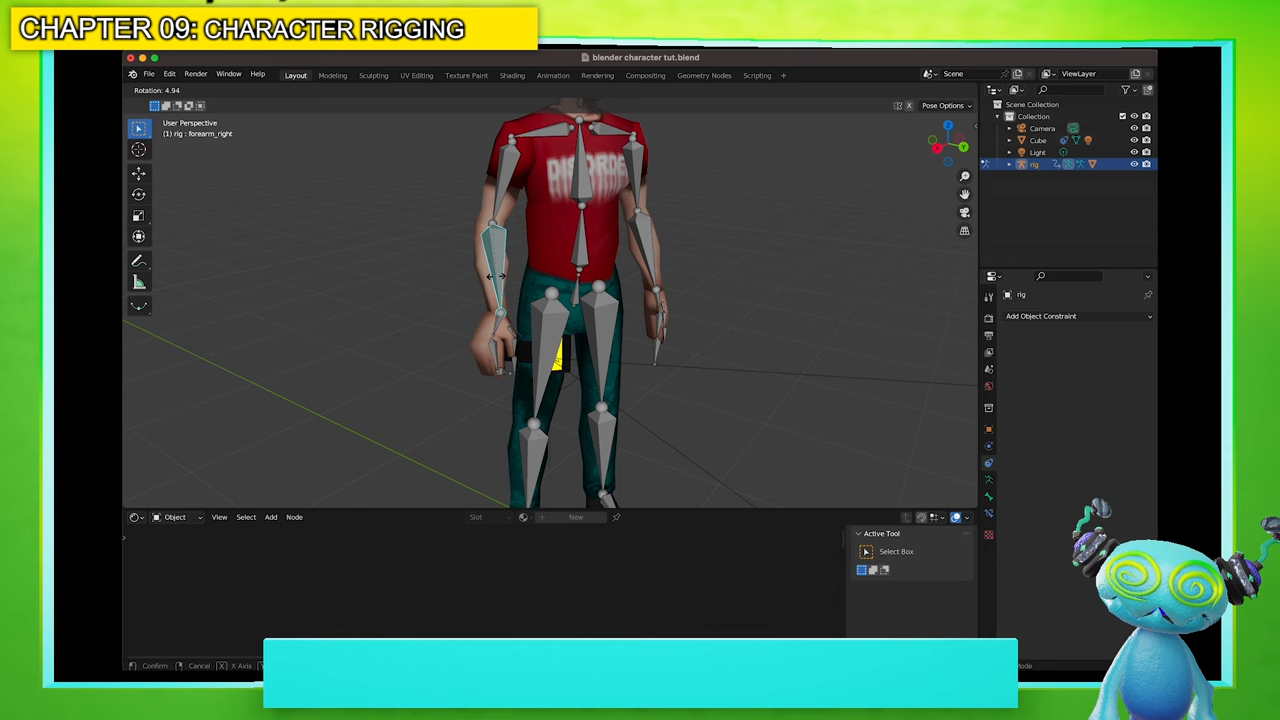 CHAPTER 09: CHARACTER RIGGING
blender character tut.blend
File Edit Render Window Help Layout Modeling Sculpting UV Editing Texture Paint Shading Animation Rendering Compositing Geometry Nodes Scripting + Scene ViewLayer
Rotation: 4.94
X Pose Options
User Perspective
(1) rig : forearm_right
Scene Collection
Collection
Camera
Cube
Light
rig
X Y
DISORDE
rig
Add Object Constraint
Object View Select Add Node Slot New
Active Tool
Select Box
Confirm Cancel X X Axis
Mode